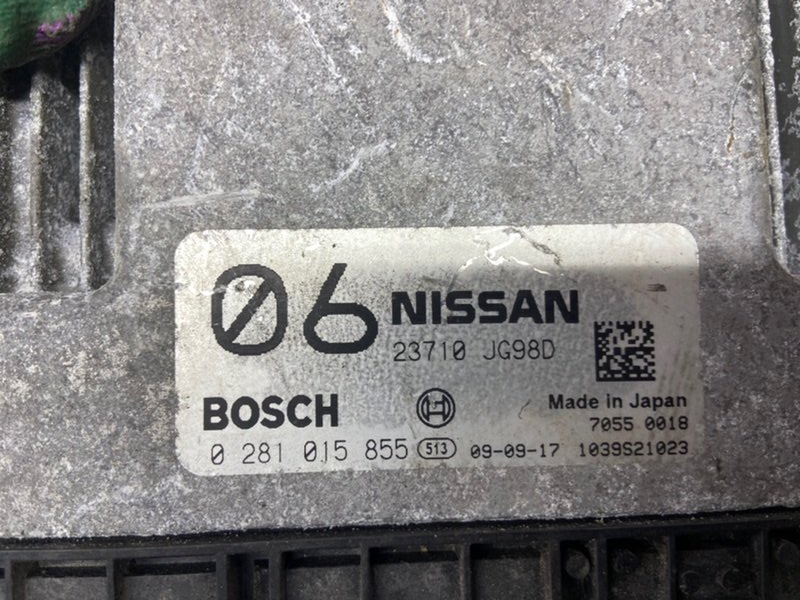 06 NISSAN
23710 JG98D
BOSCH
Made in Japan
7055 0018
0 281 015 855 513 09-09-17 1039S21023